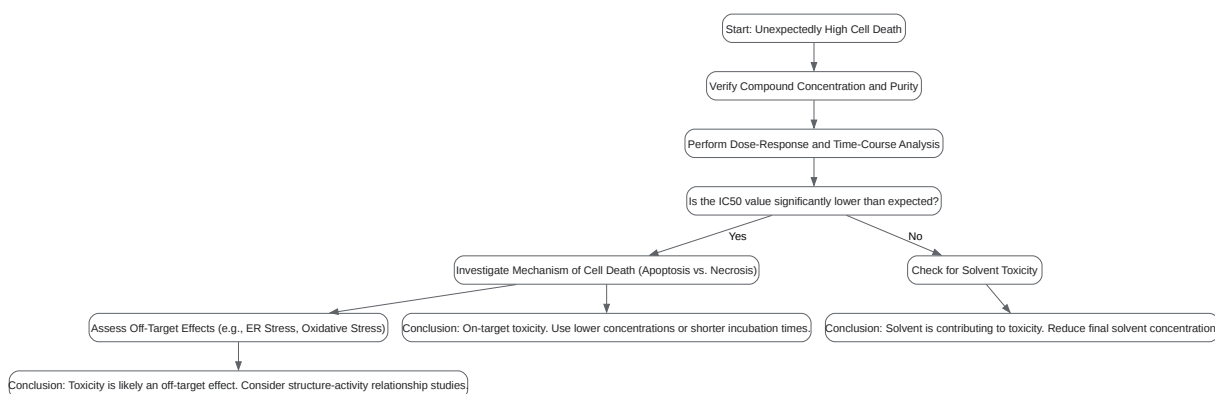 Start: Unexpectedly High Cell Death
Verify Compound Concentration and Purity
Perform Dose-Response and Time-Course Analysis
Is the IC50 value significantly lower than expected?
Yes
No
Investigate Mechanism of Cell Death (Apoptosis vs. Necrosis)
Check for Solvent Toxicity
Assess Off-Target Effects (e.g., ER Stress, Oxidative Stress)
Conclusion: On-target toxicity. Use lower concentrations or shorter incubation times.
Conclusion: Solvent is contributing to toxicity. Reduce final solvent concentration
Conclusion: Toxicity is likely an off-target effect. Consider structure-activity relationship studies.